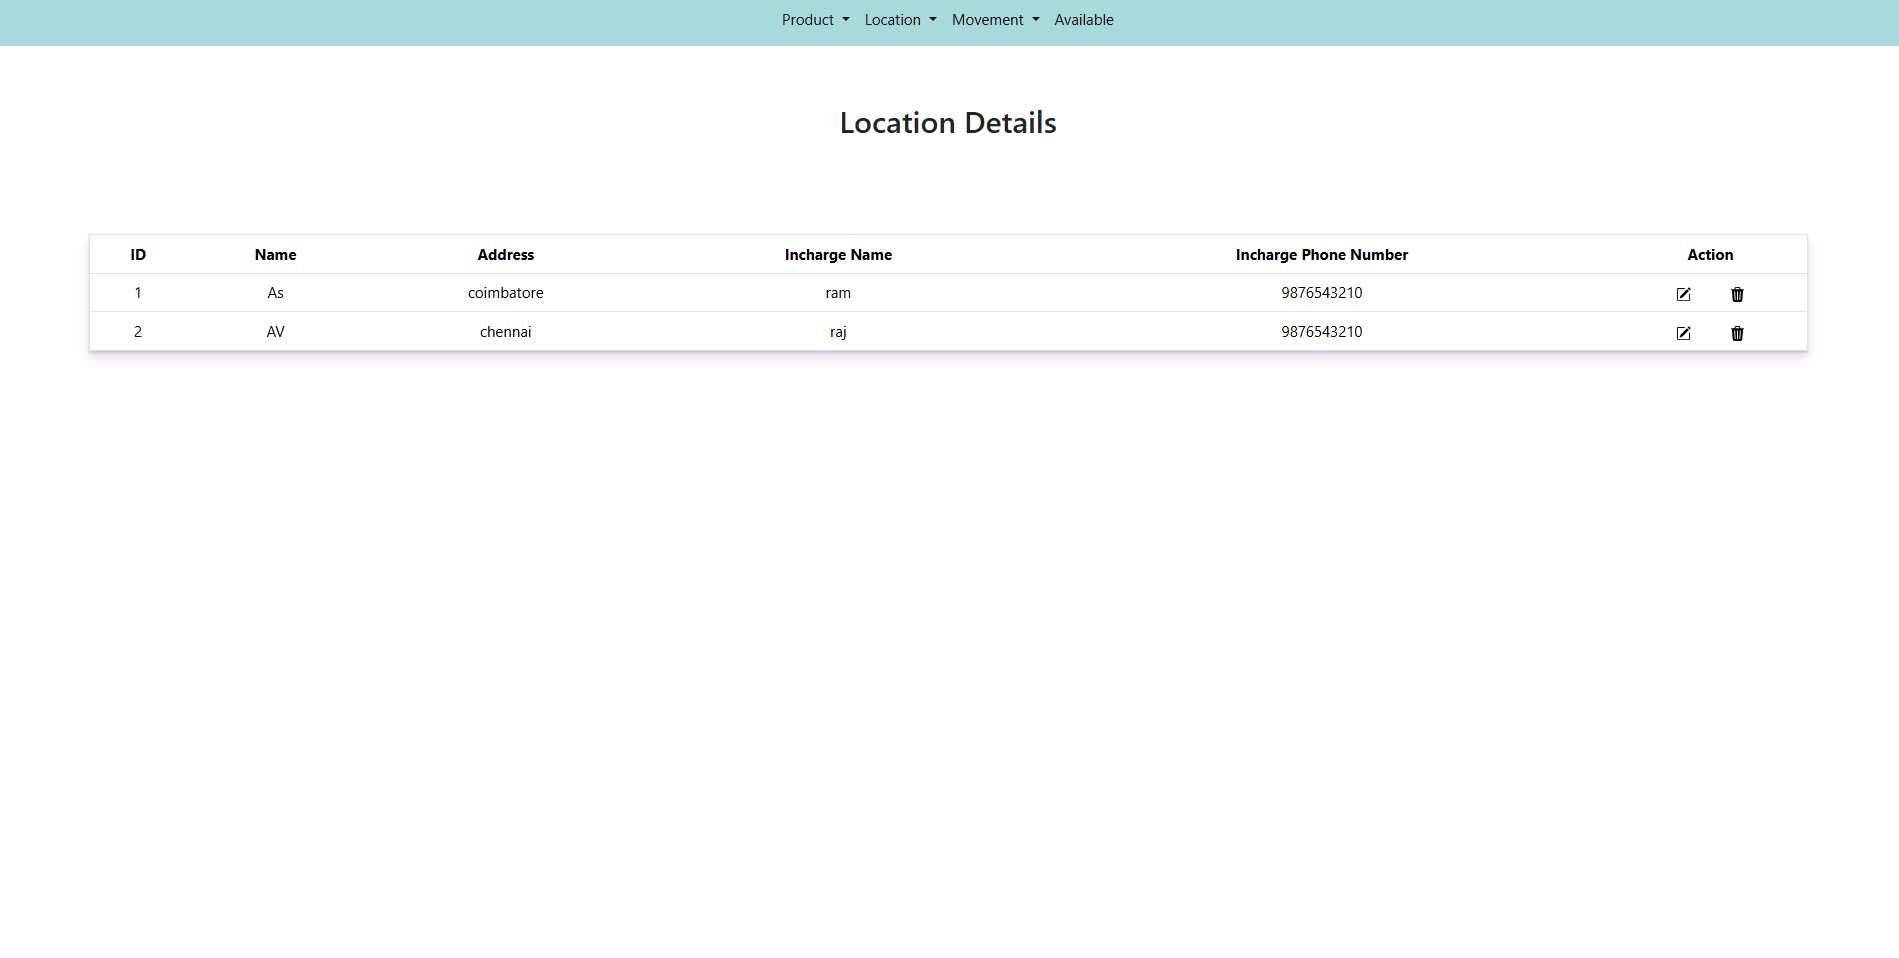 Product Location Movement Available
Location Details
ID Name Address Incharge Name Incharge Phone Number Action
1 As coimbatore ram 9876543210
2 AV chennai raj 9876543210